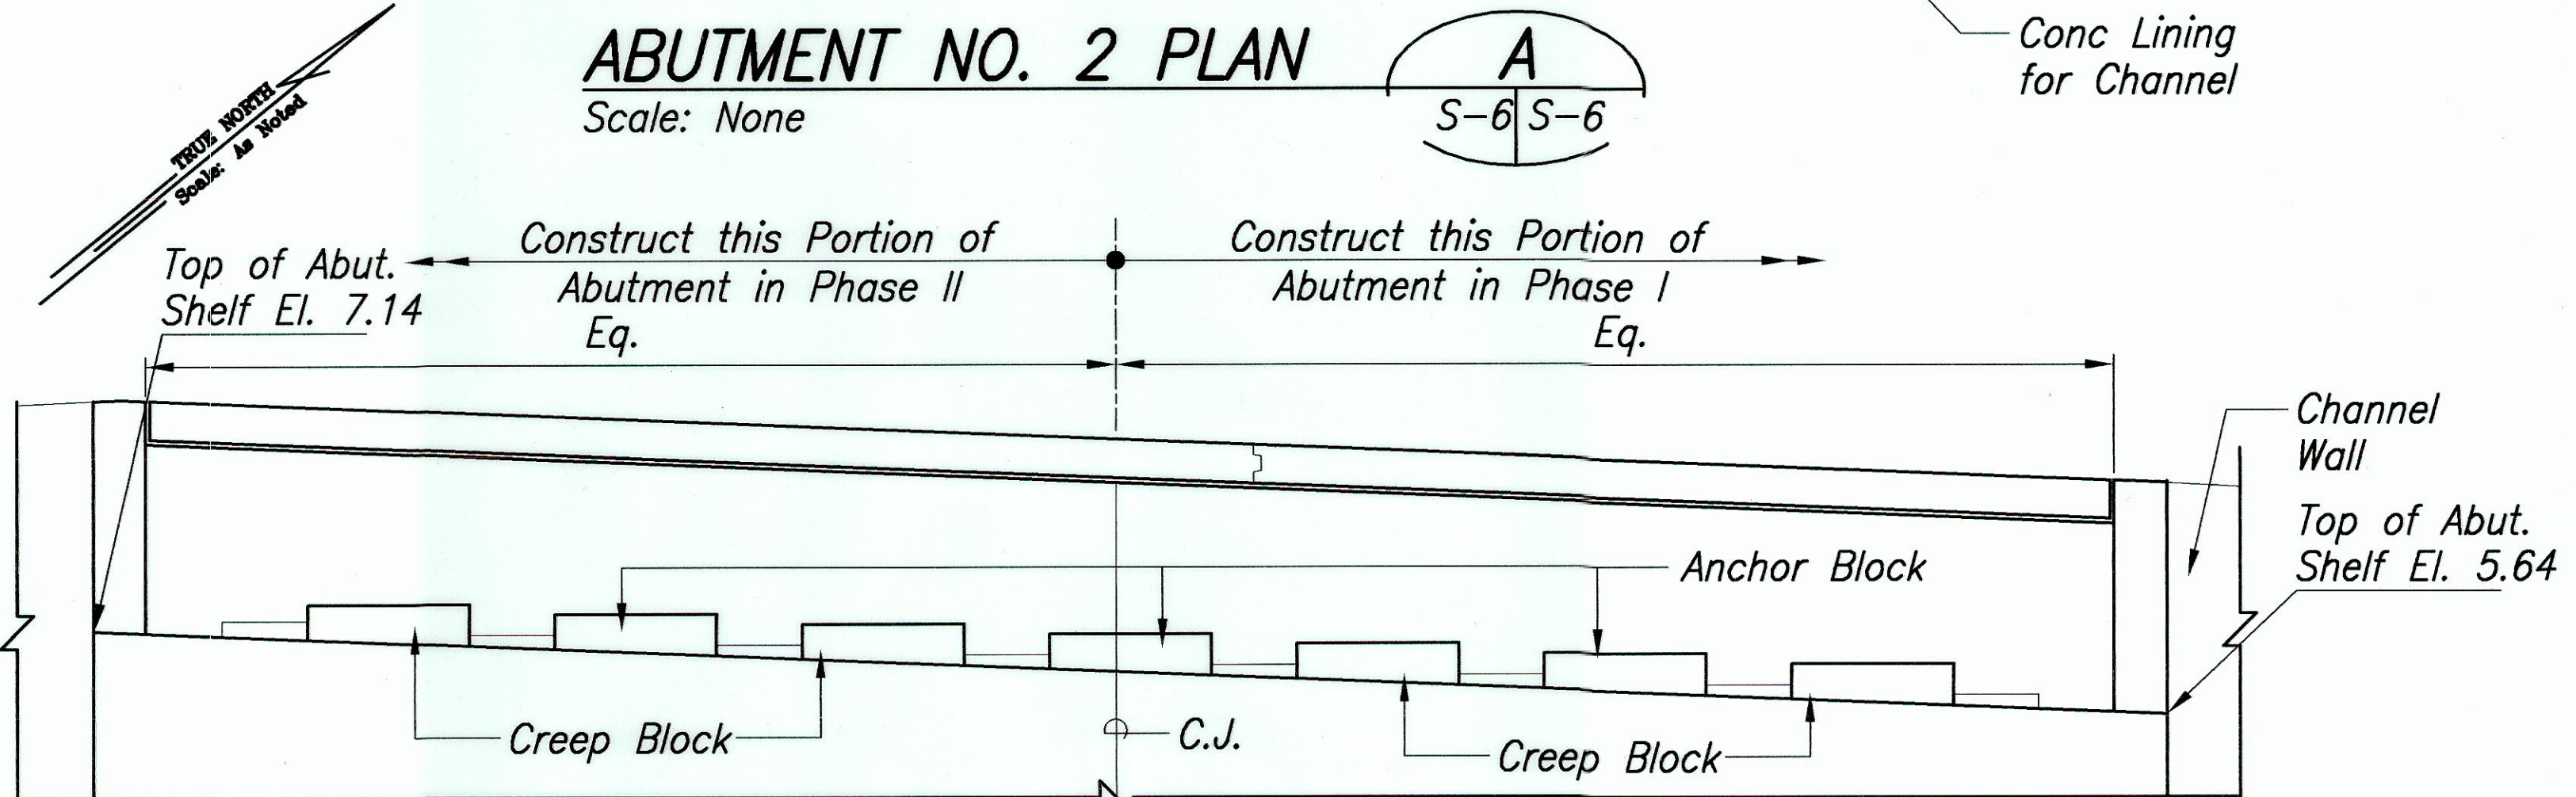 ABUTMENT NO. 2 PLAN
Scale: None
A
S-6 S-6
Conc Lining
for Channel
TRUE NORTH
Scale: As Noted
Construct this Portion of
Abutment in Phase II
Construct this Portion of
Abutment in Phase I
Top of Abut.
Shelf El. 7.14
Eq.
Eq.
Channel
Wall
Top of Abut.
Shelf El. 5.64
Anchor Block
Creep Block
C.J.
Creep Block